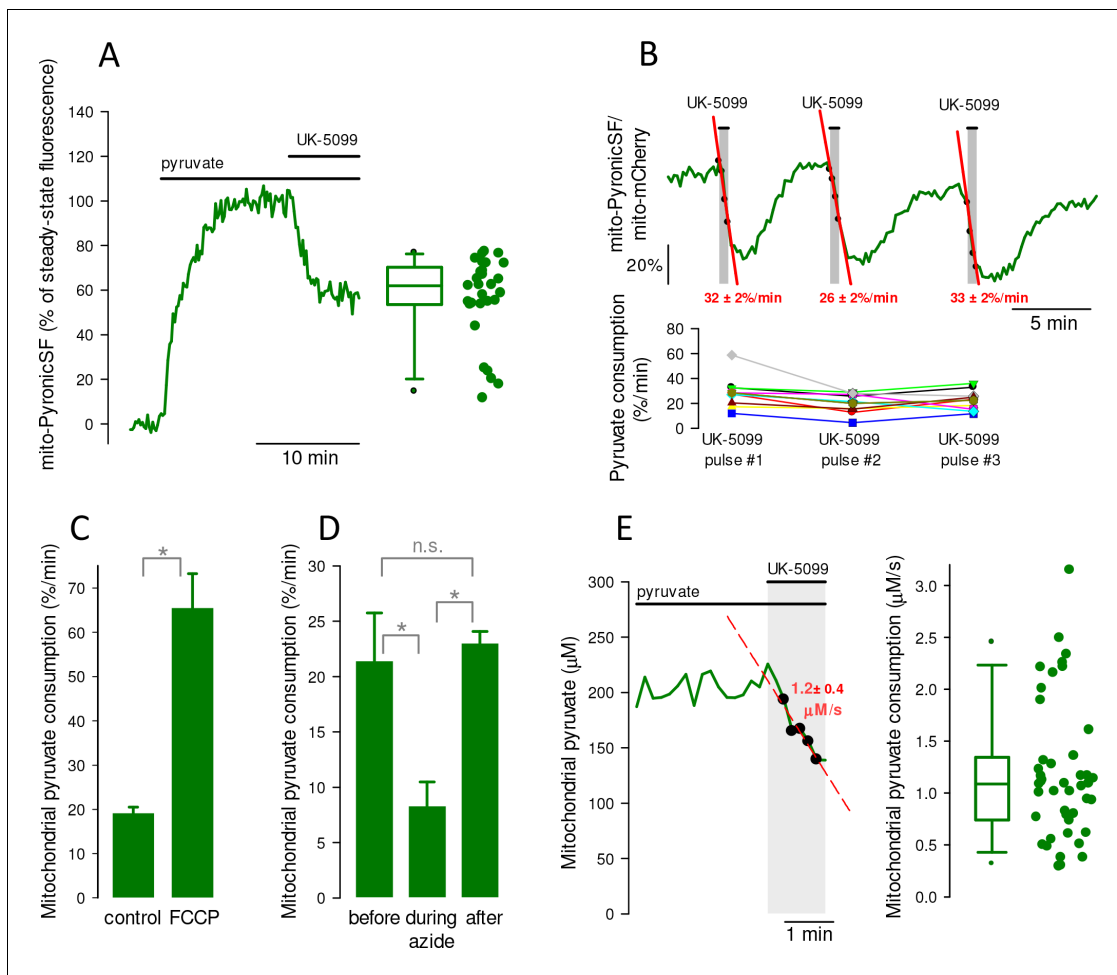 A
mito-PyronicSF (% of steady-state fluorescence)
140
120
100
80
60
40
20
0
UK-5099
pyruvate
10 min
B
UK-5099
UK-5099
UK-5099
mito-PyronicSF/
mito-mCherry
20%
32 ± 2%/min
26 ± 2%/min
33 ± 2%/min
5 min
Pyruvate consumption
(%/min)
80
60
40
20
0
UK-5099
pulse #1
UK-5099
pulse #2
UK-5099
pulse #3
C
Mitochondrial pyruvate consumption (%/min)
70
60
50
40
30
20
10
0
*
control
FCCP
D
Mitochondrial pyruvate consumption (%/min)
30
25
20
15
10
5
0
n.s.
*
*
before
during
after
azide
E
Mitochondrial pyruvate (µM)
300
250
200
150
100
50
0
UK-5099
pyruvate
1.2± 0.4
µM/s
1 min
Mitochondrial pyruvate consumption (µM/s)
3.0
2.5
2.0
1.5
1.0
0.5
0.0